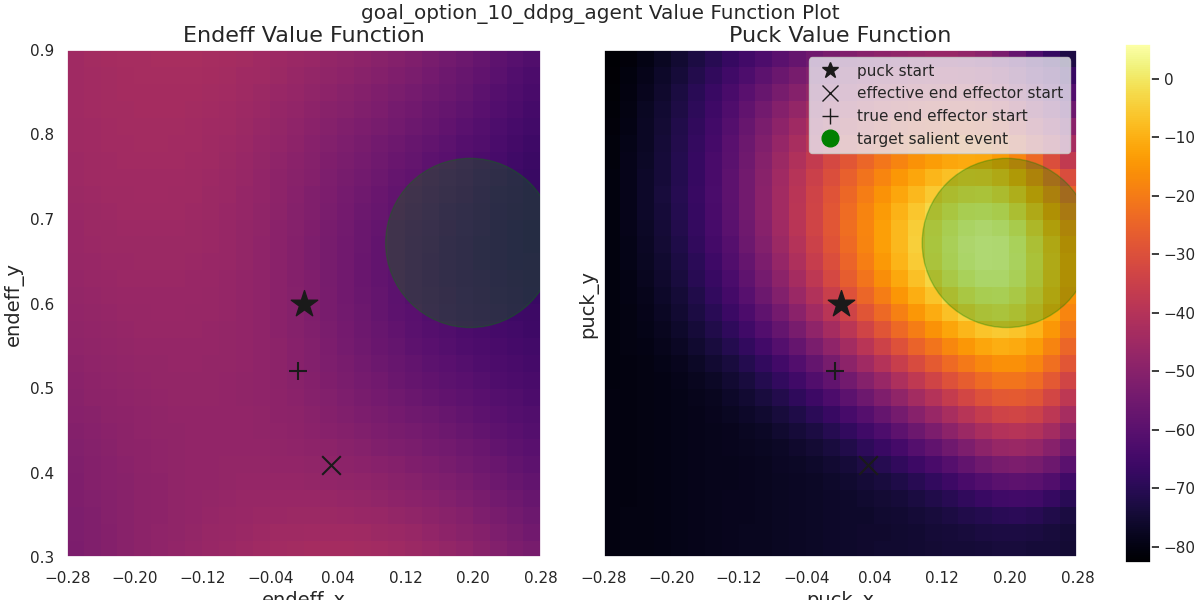 goal_option_10_ddpg_agent Value Function Plot
Endeff Value Function
Puck Value Function
0.9
0.8
0.7
0.6
0.5
0.4
0.3
endeff_y
−0.28
−0.20
−0.12
−0.04
0.04
0.12
0.20
0.28
endeff_x
puck start
effective end effector start
true end effector start
target salient event
puck_y
−0.28
−0.20
−0.12
−0.04
0.04
0.12
0.20
0.28
puck_x
0
−10
−20
−30
−40
−50
−60
−70
−80